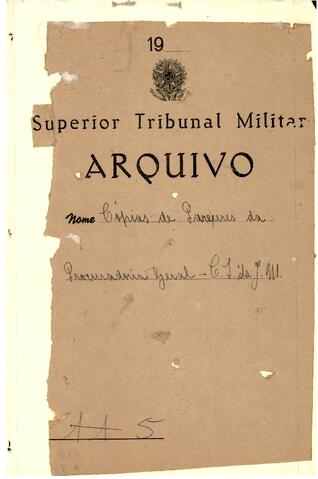 19
Superior Tribunal Militar
ARQUIVO
Nome Cópias de Pareceres da
Procuradoria Geral - C. J. da J. M.
A A 5